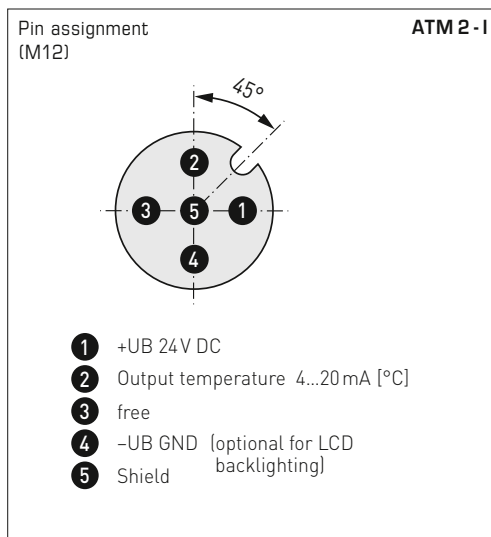 Pin assignment
(M12)
ATM 2 - I
45°
2
3 5 1
4
1 +UB 24 V DC
2 Output temperature 4...20 mA [°C]
3 free
4 –UB GND (optional for LCD
backlighting)
5 Shield